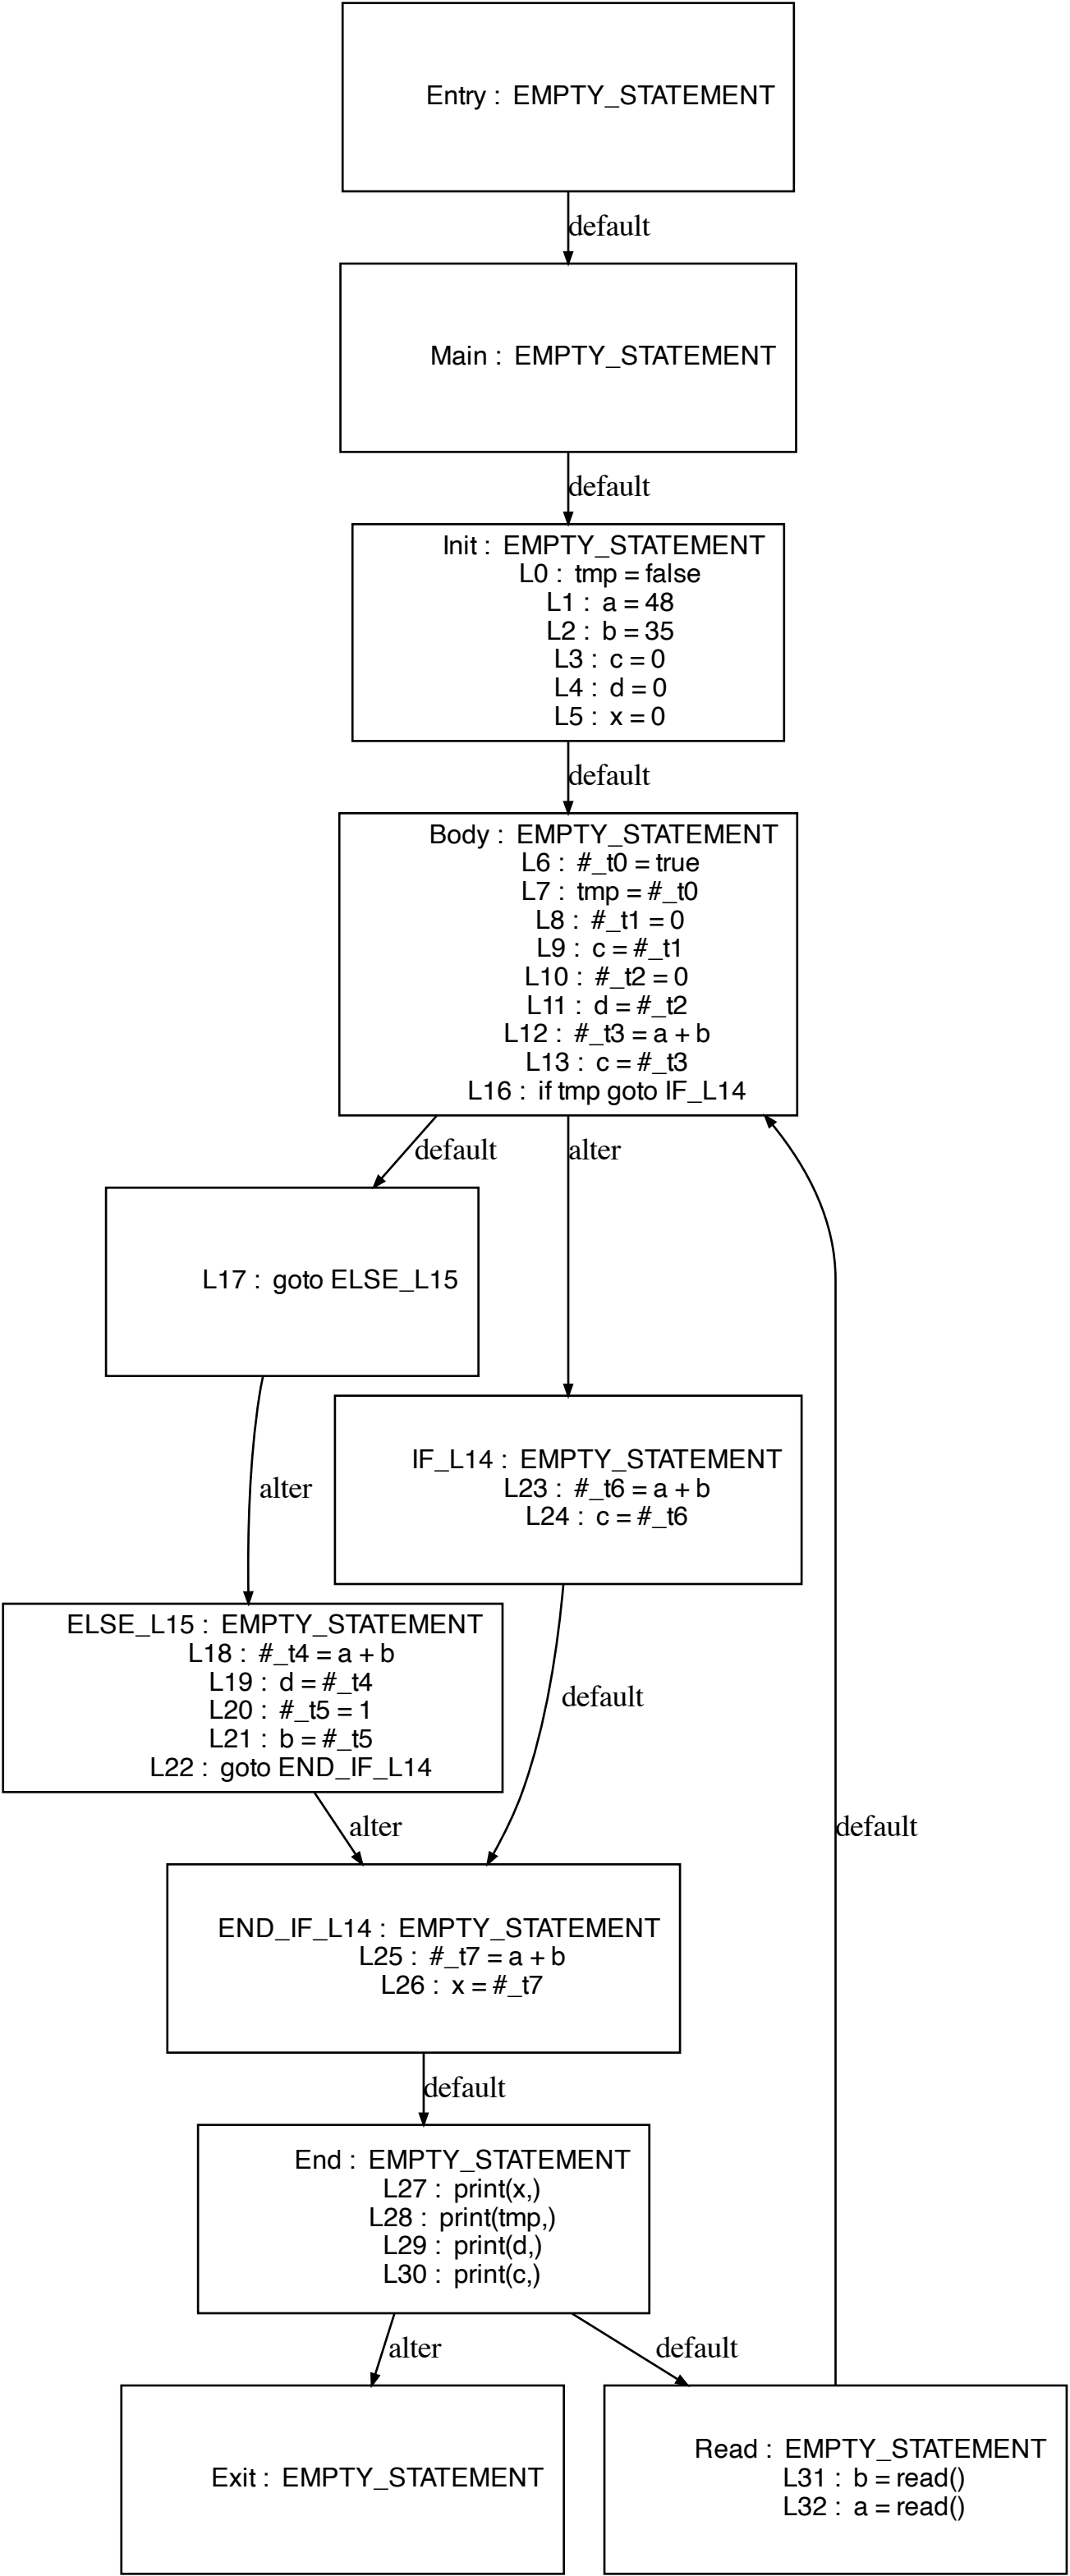 Entry :  EMPTY_STATEMENT
default
Main :  EMPTY_STATEMENT
default
Init :  EMPTY_STATEMENT
L0 :  tmp = false
L1 :  a = 48
L2 :  b = 35
L3 :  c = 0
L4 :  d = 0
L5 :  x = 0
default
Body :  EMPTY_STATEMENT
L6 :  #_t0 = true
L7 :  tmp = #_t0
L8 :  #_t1 = 0
L9 :  c = #_t1
L10 :  #_t2 = 0
L11 :  d = #_t2
L12 :  #_t3 = a + b
L13 :  c = #_t3
L16 :  if tmp goto IF_L14
default
alter
L17 :  goto ELSE_L15
IF_L14 :  EMPTY_STATEMENT
L23 :  #_t6 = a + b
L24 :  c = #_t6
alter
ELSE_L15 :  EMPTY_STATEMENT
L18 :  #_t4 = a + b
L19 :  d = #_t4
L20 :  #_t5 = 1
L21 :  b = #_t5
L22 :  goto END_IF_L14
default
alter
default
END_IF_L14 :  EMPTY_STATEMENT
L25 :  #_t7 = a + b
L26 :  x = #_t7
default
End :  EMPTY_STATEMENT
L27 :  print(x,)
L28 :  print(tmp,)
L29 :  print(d,)
L30 :  print(c,)
alter
default
Exit :  EMPTY_STATEMENT
Read :  EMPTY_STATEMENT
L31 :  b = read()
L32 :  a = read()